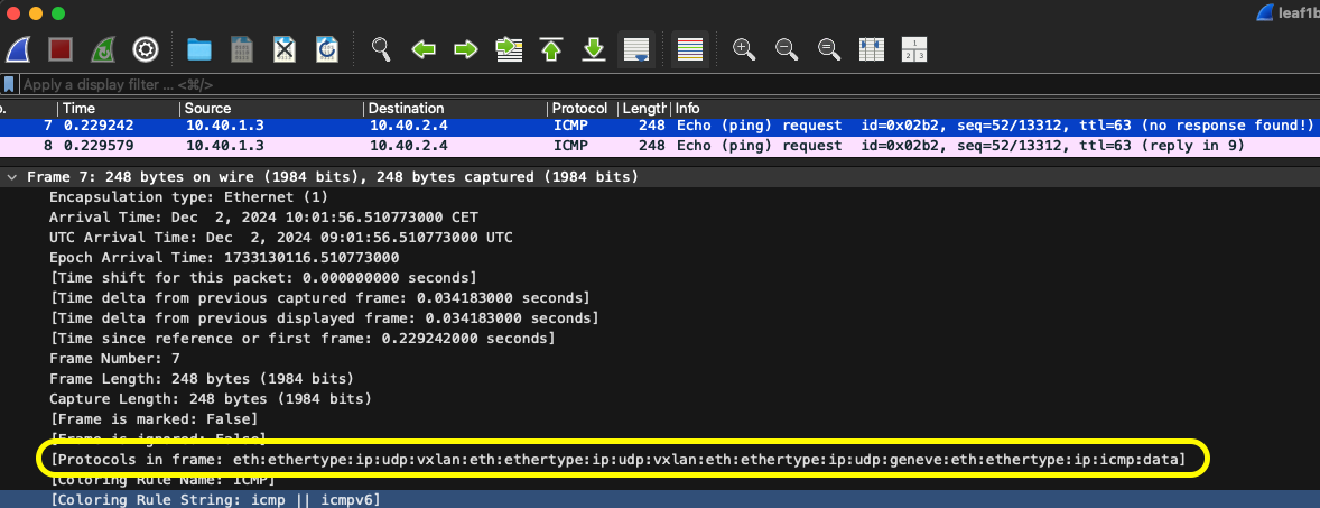 leaf1b
Apply a display filter ... <⌘/>
Time Source Destination Protocol Length Info
7 0.229242 10.40.1.3 10.40.2.4 ICMP 248 Echo (ping) request id=0x02b2, seq=52/13312, ttl=63 (no response found!)
8 0.229579 10.40.1.3 10.40.2.4 ICMP 248 Echo (ping) request id=0x02b2, seq=52/13312, ttl=63 (reply in 9)
Frame 7: 248 bytes on wire (1984 bits), 248 bytes captured (1984 bits)
Encapsulation type: Ethernet (1)
Arrival Time: Dec 2, 2024 10:01:56.510773000 CET
UTC Arrival Time: Dec 2, 2024 09:01:56.510773000 UTC
Epoch Arrival Time: 1733130116.510773000
[Time shift for this packet: 0.000000000 seconds]
[Time delta from previous captured frame: 0.034183000 seconds]
[Time delta from previous displayed frame: 0.034183000 seconds]
[Time since reference or first frame: 0.229242000 seconds]
Frame Number: 7
Frame Length: 248 bytes (1984 bits)
Capture Length: 248 bytes (1984 bits)
[Frame is marked: False]
[Frame is ignored: False]
[Protocols in frame: eth:ethertype:ip:udp:vxlan:eth:ethertype:ip:udp:vxlan:eth:ethertype:ip:udp:geneve:eth:ethertype:ip:icmp:data]
[Coloring Rule Name: ICMP]
[Coloring Rule String: icmp || icmpv6]